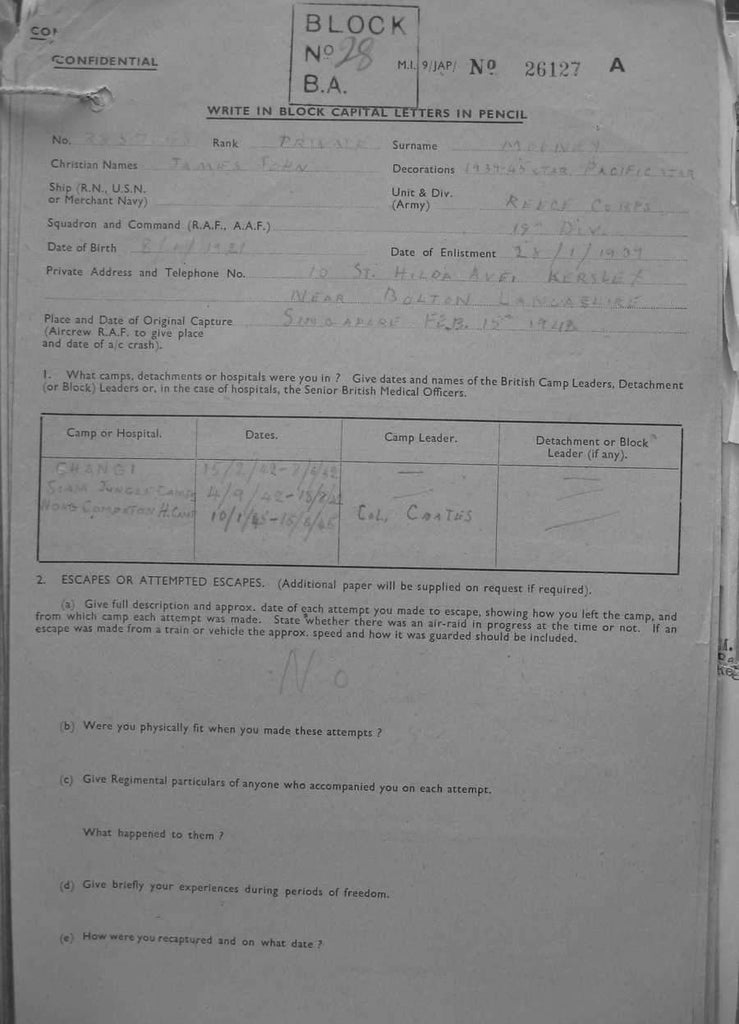 CONFIDENTIAL
BLOCK
Nº 28
B.A.
M.I. 9/JAP/ Nº 26127 A
WRITE IN BLOCK CAPITAL LETTERS IN PENCIL
No. Rank PRIVATE Surname
Christian Names JAMES JOHN Decorations 1939-45 STAR, PACIFIC STAR
Ship (R.N., U.S.N.
or Merchant Navy)
Unit & Div.
(Army) RECCE CORPS
Squadron and Command (R.A.F., A.A.F.) DIV.
Date of Birth Date of Enlistment
Private Address and Telephone No. 10 ST. HILDA AVE,
NEAR BOLTON
Place and Date of Original Capture SINGAPORE FEB. 15TH
(Aircrew R.A.F. to give place
and date of a/c crash).
1. What camps, detachments or hospitals were you in ? Give dates and names of the British Camp Leaders, Detachment
(or Block) Leaders or, in the case of hospitals, the Senior British Medical Officers.
Camp or Hospital. Dates. Camp Leader. Detachment or Block
Leader (if any).
CHANGI 15/2/42-
SIAM JUNGLE CAMPS 4/9/42-
10/1/45- COL.
2. ESCAPES OR ATTEMPTED ESCAPES. (Additional paper will be supplied on request if required).
(a) Give full description and approx. date of each attempt you made to escape, showing how you left the camp, and
from which camp each attempt was made. State whether there was an air-raid in progress at the time or not. If an
escape was made from a train or vehicle the approx. speed and how it was guarded should be included.
No
(b) Were you physically fit when you made these attempts ?
(c) Give Regimental particulars of anyone who accompanied you on each attempt.
What happened to them ?
(d) Give briefly your experiences during periods of freedom.
(e) How were you recaptured and on what date ?